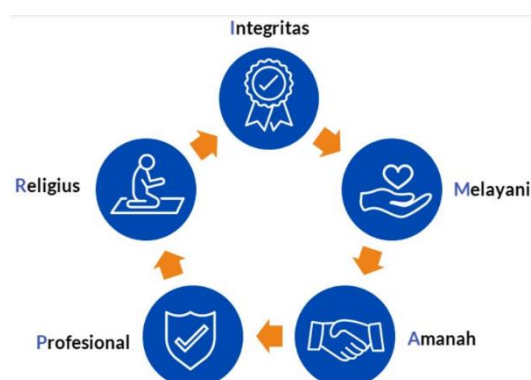 Integritas
Religius
Melayani
Profesional
Amanah